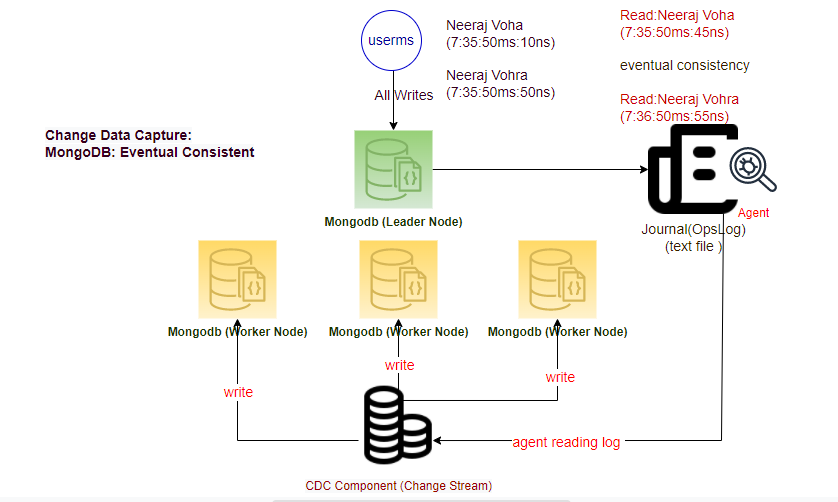 userms
Neeraj Voha
(7:35:50ms:10ns)
Neeraj Vohra
(7:35:50ms:50ns)
Read:Neeraj Voha
(7:35:50ms:45ns)
eventual consistency
Read:Neeraj Vohra
(7:36:50ms:55ns)
All Writes
Change Data Capture:
MongoDB: Eventual Consistent
Mongodb (Leader Node)
Agent
Journal(OpsLog)
(text file )
Mongodb (Worker Node)
Mongodb (Worker Node)
Mongodb (Worker Node)
write
write
write
agent reading log
CDC Component (Change Stream)